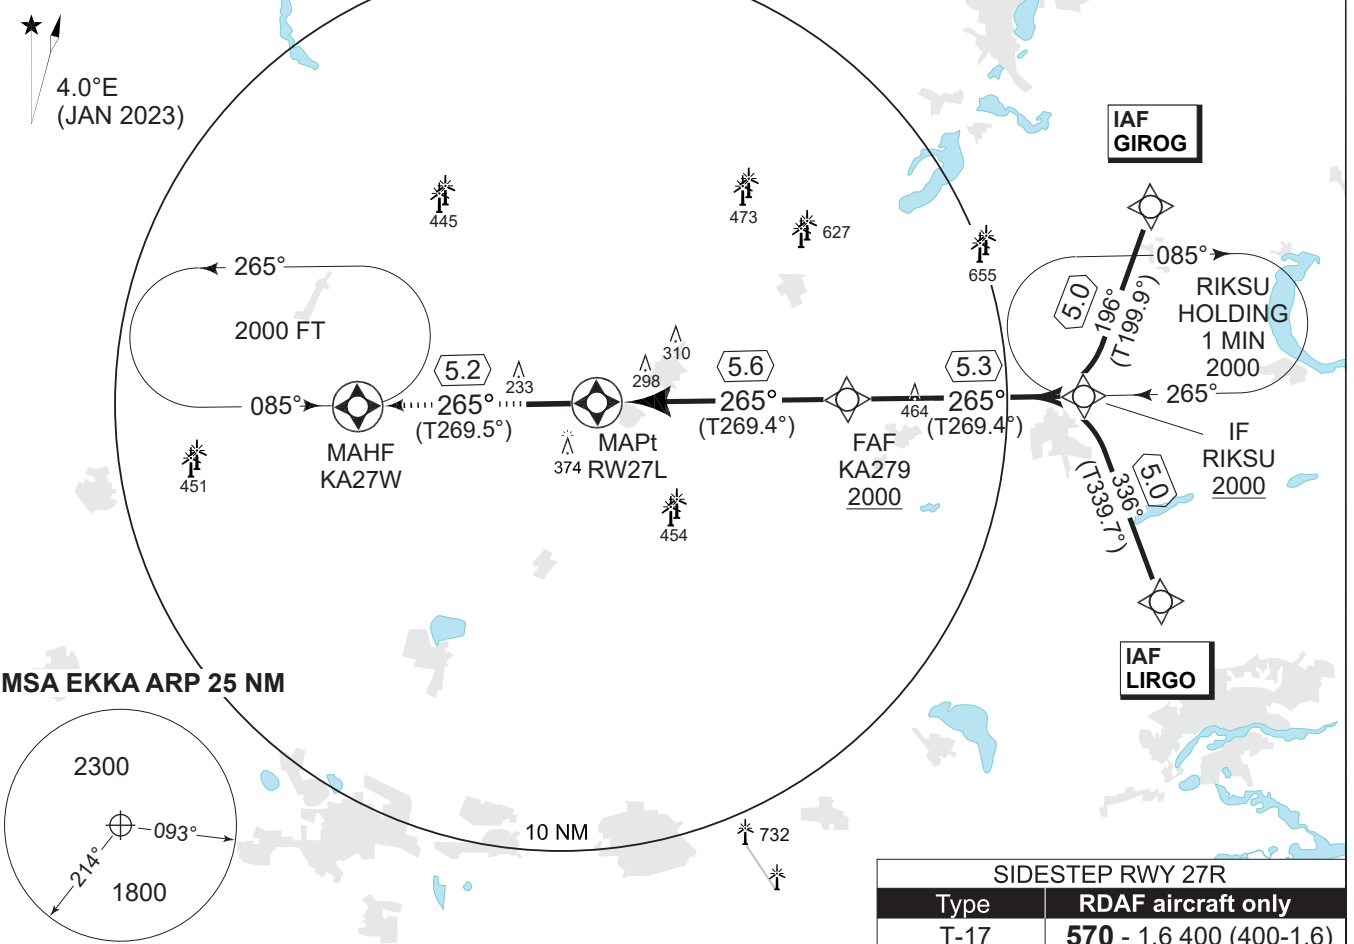 4.0°E
(JAN 2023)
IAF
GIROG
445
473
627
655
265°
2000 FT
085°
5.0
196°
(T199.9°)
085°
RIKSU
HOLDING
1 MIN
2000
265°
310
298
233
5.2
265°
(T269.5°)
5.6
265°
(T269.4°)
464
5.3
265°
(T269.4°)
MAHF
KA27W
374
MAPt
RW27L
FAF
KA279
2000
IF
RIKSU
2000
451
454
5.0
336°
(T339.7°)
IAF
LIRGO
MSA EKKA ARP 25 NM
2300
093°
214°
1800
10 NM
732
SIDESTEP RWY 27R
Type RDAF aircraft only
T-17 570 - 1.6 400 (400-1.6)